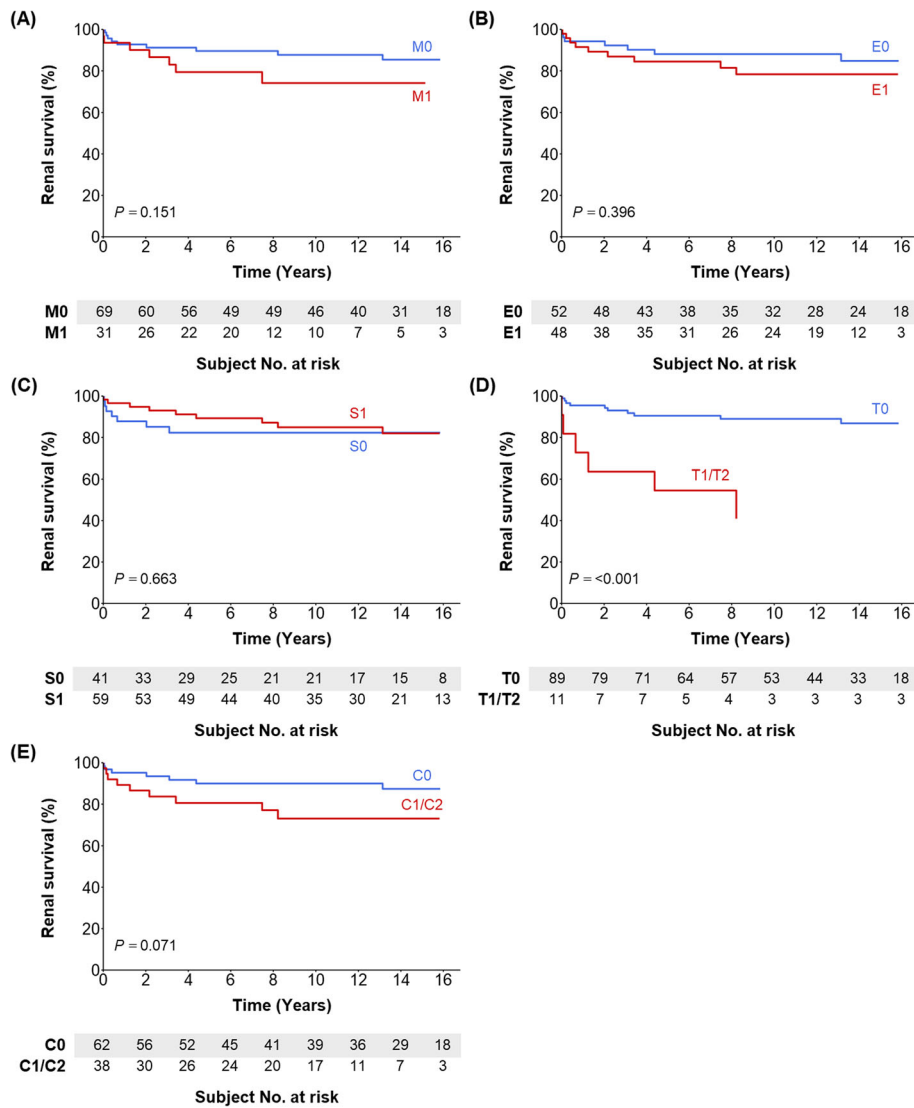 (A)
Renal survival (%)
100
80
60
40
20
0
M0
M1
P = 0.151
0 2 4 6 8 10 12 14 16
Time (Years)
M0 69 60 56 49 49 46 40 31 18
M1 31 26 22 20 12 10 7 5 3
Subject No. at risk
(B)
Renal survival (%)
100
80
60
40
20
0
E0
E1
P = 0.396
0 2 4 6 8 10 12 14 16
Time (Years)
E0 52 48 43 38 35 32 28 24 18
E1 48 38 35 31 26 24 19 12 3
Subject No. at risk
(C)
Renal survival (%)
100
80
60
40
20
0
S1
S0
P = 0.663
0 2 4 6 8 10 12 14 16
Time (Years)
S0 41 33 29 25 21 21 17 15 8
S1 59 53 49 44 40 35 30 21 13
Subject No. at risk
(D)
Renal survival (%)
100
80
60
40
20
0
T0
T1/T2
P = <0.001
0 2 4 6 8 10 12 14 16
Time (Years)
T0 89 79 71 64 57 53 44 33 18
T1/T2 11 7 7 5 4 3 3 3 3
Subject No. at risk
(E)
Renal survival (%)
100
80
60
40
20
0
C0
C1/C2
P = 0.071
0 2 4 6 8 10 12 14 16
Time (Years)
C0 62 56 52 45 41 39 36 29 18
C1/C2 38 30 26 24 20 17 11 7 3
Subject No. at risk